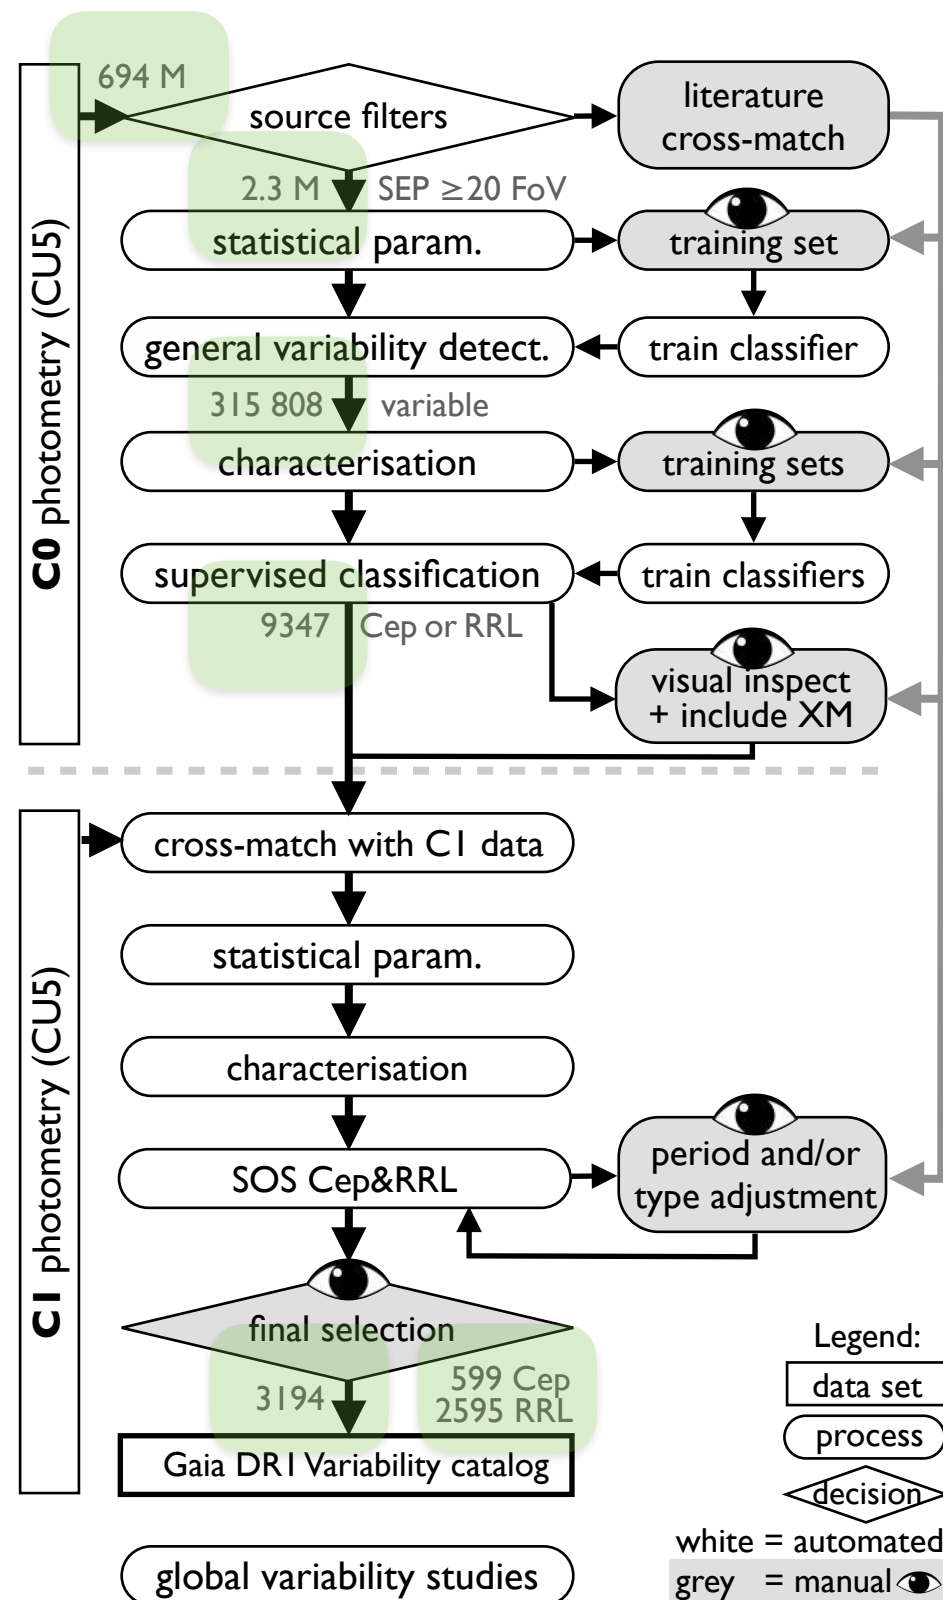 694 M
source filters
literature
cross-match
2.3 M SEP ≥20 FoV
statistical param.
training set
general variability detect.
train classifier
315 808 variable
characterisation
training sets
supervised classification
train classifiers
9347 Cep or RRL
visual inspect
+ include XM
C0 photometry (CU5)
cross-match with C1 data
statistical param.
characterisation
SOS Cep&RRL
period and/or
type adjustment
final selection
3194
599 Cep
2595 RRL
Gaia DR1 Variability catalog
C1 photometry (CU5)
global variability studies
Legend:
data set
process
decision
white = automated
grey = manual